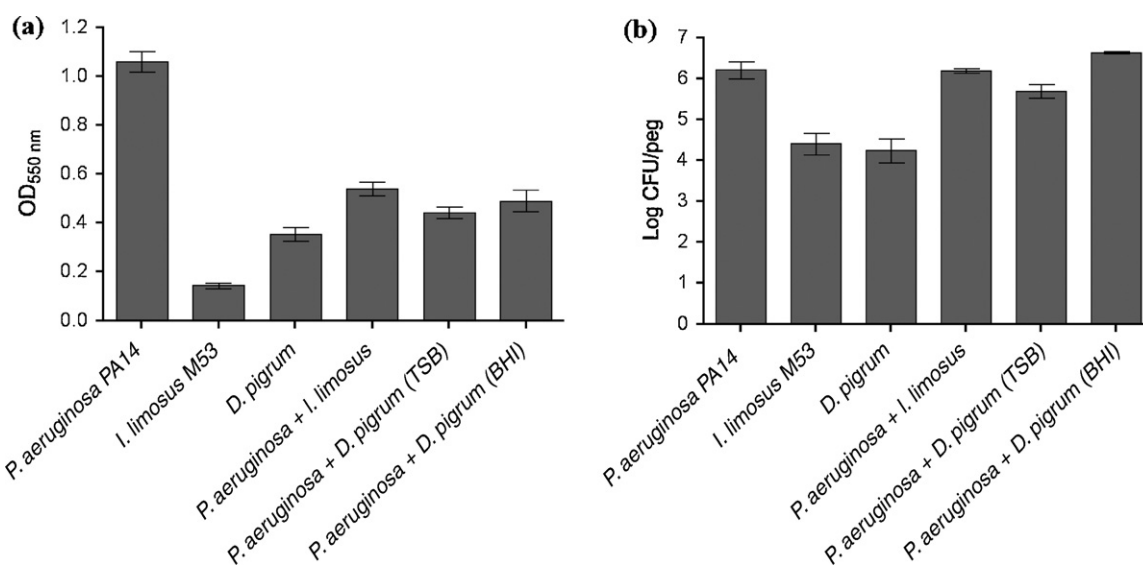 (a)
OD550 nm
1.2
1.0
0.8
0.6
0.4
0.2
0.0
P. aeruginosa PA14
I. limosus M53
D. pigrum
P. aeruginosa + I. limosus
P. aeruginosa + D. pigrum (TSB)
P. aeruginosa + D. pigrum (BHI)
(b)
Log CFU/peg
7
6
5
4
3
2
1
0
P. aeruginosa PA14
I. limosus M53
D. pigrum
P. aeruginosa + I. limosus
P. aeruginosa + D. pigrum (TSB)
P. aeruginosa + D. pigrum (BHI)